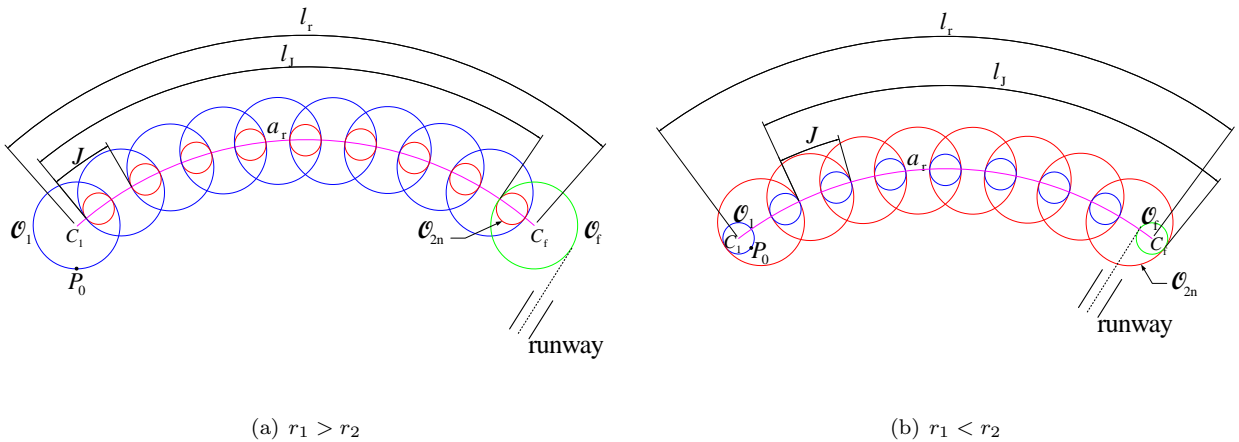 l_r
l_J
J
a_r
𝒪_1
C_1
P_0
𝒪_2n
C_f
𝒪_f
runway
(a) r_1 > r_2
l_r
l_J
J
a_r
𝒪_1
C_1
P_0
𝒪_f
C_f
𝒪_2n
runway
(b) r_1 < r_2